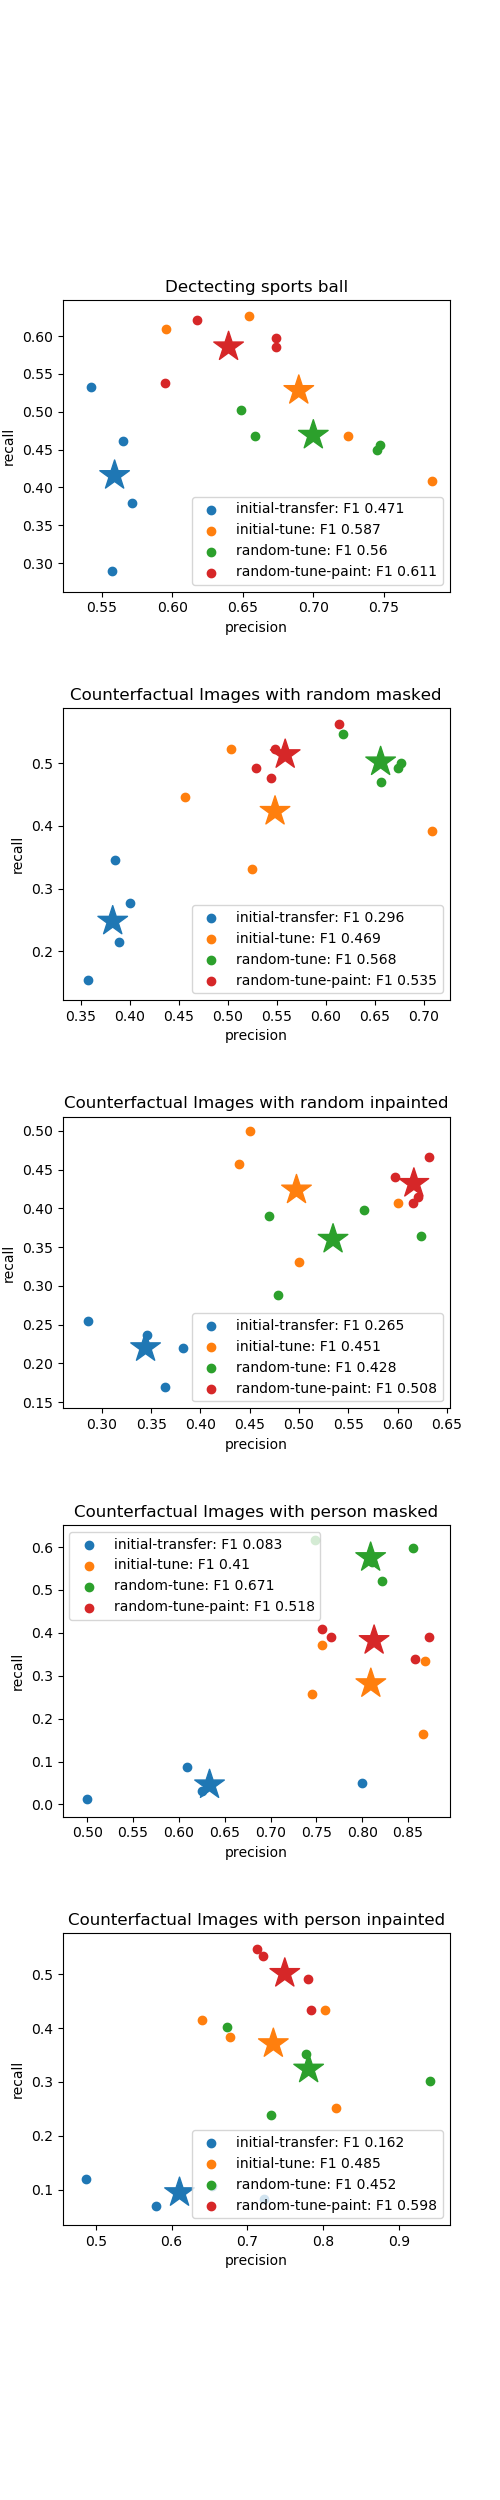 Dectecting sports ball
0.60
0.55
0.50
0.45
0.40
0.35
0.30
recall
initial-transfer: F1 0.471
initial-tune: F1 0.587
random-tune: F1 0.56
random-tune-paint: F1 0.611
0.55 0.60 0.65 0.70 0.75
precision
Counterfactual Images with random masked
0.5
0.4
0.3
0.2
recall
initial-transfer: F1 0.296
initial-tune: F1 0.469
random-tune: F1 0.568
random-tune-paint: F1 0.535
0.35 0.40 0.45 0.50 0.55 0.60 0.65 0.70
precision
Counterfactual Images with random inpainted
0.50
0.45
0.40
0.35
0.30
0.25
0.20
0.15
recall
initial-transfer: F1 0.265
initial-tune: F1 0.451
random-tune: F1 0.428
random-tune-paint: F1 0.508
0.30 0.35 0.40 0.45 0.50 0.55 0.60 0.65
precision
Counterfactual Images with person masked
initial-transfer: F1 0.083
initial-tune: F1 0.41
random-tune: F1 0.671
random-tune-paint: F1 0.518
0.6
0.5
0.4
0.3
0.2
0.1
0.0
recall
0.50 0.55 0.60 0.65 0.70 0.75 0.80 0.85
precision
Counterfactual Images with person inpainted
0.5
0.4
0.3
0.2
0.1
recall
initial-transfer: F1 0.162
initial-tune: F1 0.485
random-tune: F1 0.452
random-tune-paint: F1 0.598
0.5 0.6 0.7 0.8 0.9
precision